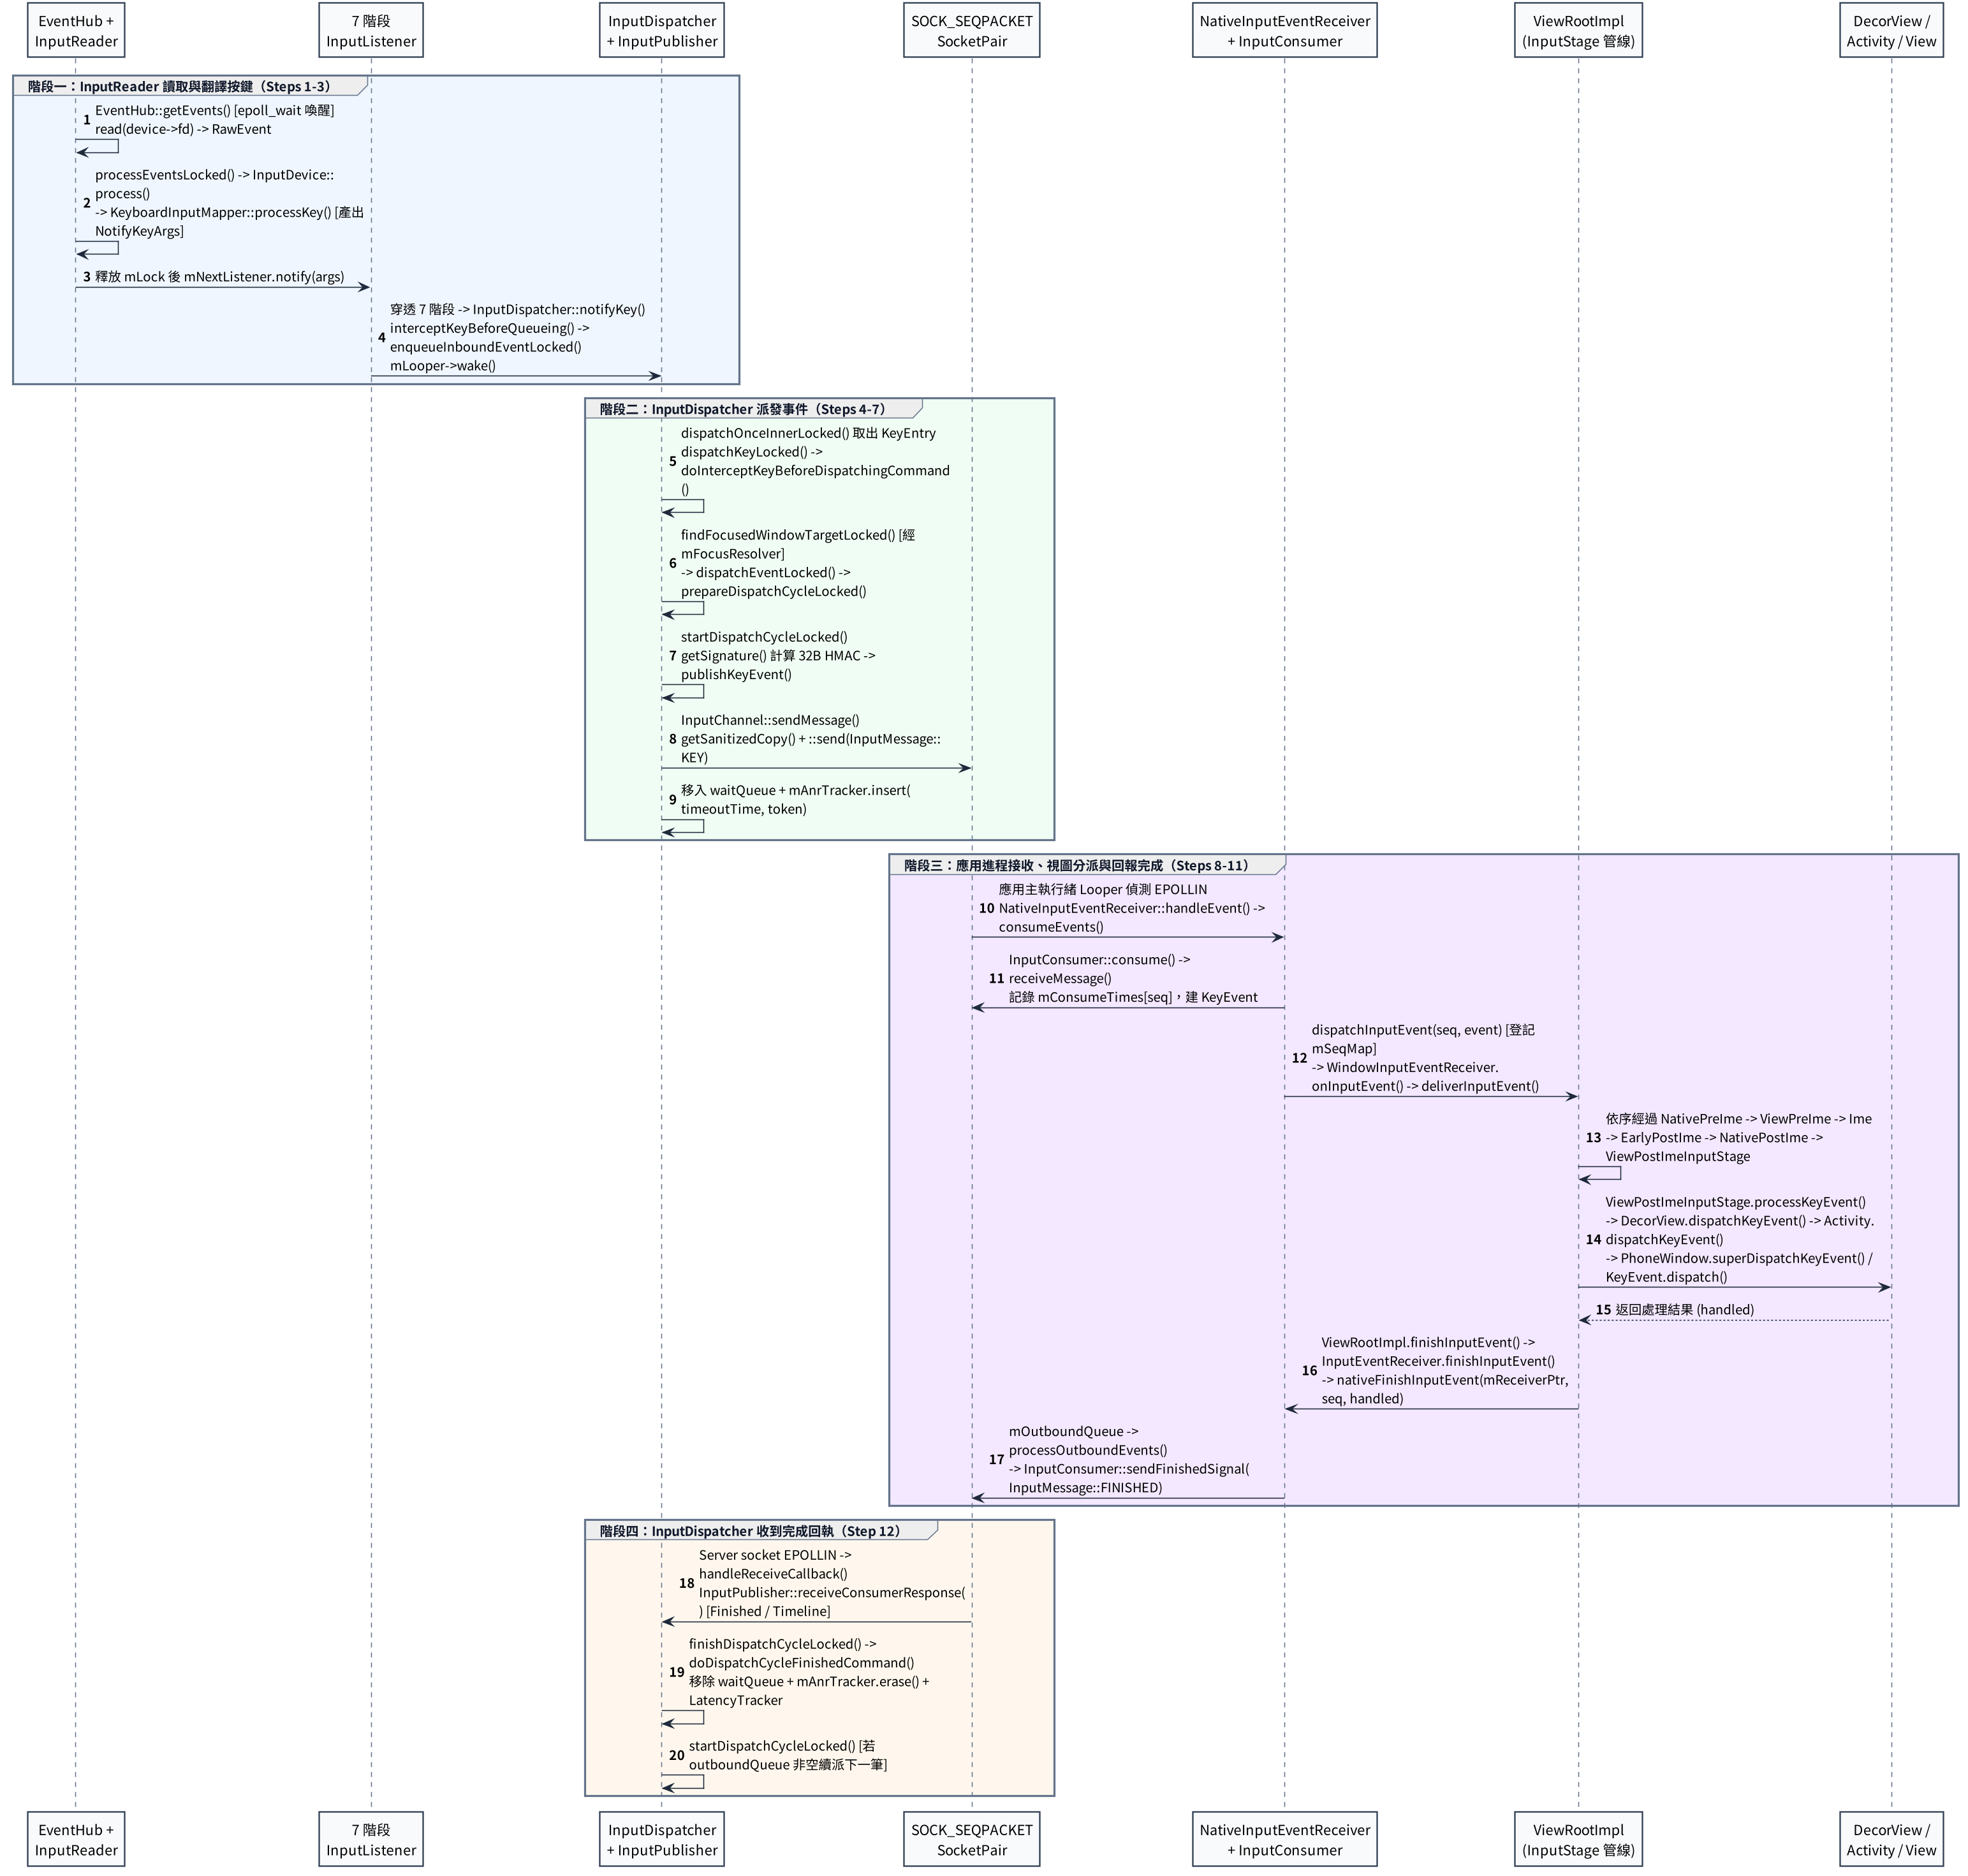 EventHub +
InputReader
7 階段
InputListener
InputDispatcher
+ InputPublisher
SOCK_SEQPACKET
SocketPair
NativeInputEventReceiver
+ InputConsumer
ViewRootImpl
(InputStage 管線)
DecorView /
Activity / View
階段一：InputReader 讀取與翻譯按鍵（Steps 1-3）
EventHub::getEvents() [epoll_wait 喚醒]
1
read(device->fd) -> RawEvent
processEventsLocked() -> InputDevice::
process()
2
-> KeyboardInputMapper::processKey() [產出
NotifyKeyArgs]
3 釋放 mLock 後 mNextListener.notify(args)
穿透 7 階段 -> InputDispatcher::notifyKey()
interceptKeyBeforeQueueing() ->
4
enqueueInboundEventLocked()
mLooper->wake()
階段二：InputDispatcher 派發事件（Steps 4-7）
dispatchOnceInnerLocked() 取出 KeyEntry
dispatchKeyLocked() ->
5
doInterceptKeyBeforeDispatchingCommand
()
findFocusedWindowTargetLocked() [經
mFocusResolver]
6
-> dispatchEventLocked() ->
prepareDispatchCycleLocked()
startDispatchCycleLocked()
7 getSignature() 計算 32B HMAC ->
publishKeyEvent()
InputChannel::sendMessage()
8 getSanitizedCopy() + ::send(InputMessage::
KEY)
移入 waitQueue + mAnrTracker.insert(
9
timeoutTime, token)
階段三：應用進程接收、視圖分派與回報完成（Steps 8-11）
應用主執行緒 Looper 偵測 EPOLLIN
10 NativeInputEventReceiver::handleEvent() ->
consumeEvents()
InputConsumer::consume() ->
11 receiveMessage()
記錄 mConsumeTimes[seq]，建 KeyEvent
dispatchInputEvent(seq, event) [登記
mSeqMap]
12
-> WindowInputEventReceiver.
onInputEvent() -> deliverInputEvent()
依序經過 NativePreIme -> ViewPreIme -> Ime
13 -> EarlyPostIme -> NativePostIme ->
ViewPostImeInputStage
ViewPostImeInputStage.processKeyEvent()
-> DecorView.dispatchKeyEvent() -> Activity.
14 dispatchKeyEvent()
-> PhoneWindow.superDispatchKeyEvent() /
KeyEvent.dispatch()
15 返回處理結果 (handled)
ViewRootImpl.finishInputEvent() ->
InputEventReceiver.finishInputEvent()
16
-> nativeFinishInputEvent(mReceiverPtr,
seq, handled)
mOutboundQueue ->
processOutboundEvents()
17
-> InputConsumer::sendFinishedSignal(
InputMessage::FINISHED)
階段四：InputDispatcher 收到完成回執（Step 12）
Server socket EPOLLIN ->
handleReceiveCallback()
18
InputPublisher::receiveConsumerResponse(
) [Finished / Timeline]
finishDispatchCycleLocked() ->
doDispatchCycleFinishedCommand()
19
移除 waitQueue + mAnrTracker.erase() +
LatencyTracker
startDispatchCycleLocked() [若
20
outboundQueue 非空續派下一筆]
EventHub +
InputReader
7 階段
InputListener
InputDispatcher
+ InputPublisher
SOCK_SEQPACKET
SocketPair
NativeInputEventReceiver
+ InputConsumer
ViewRootImpl
(InputStage 管線)
DecorView /
Activity / View